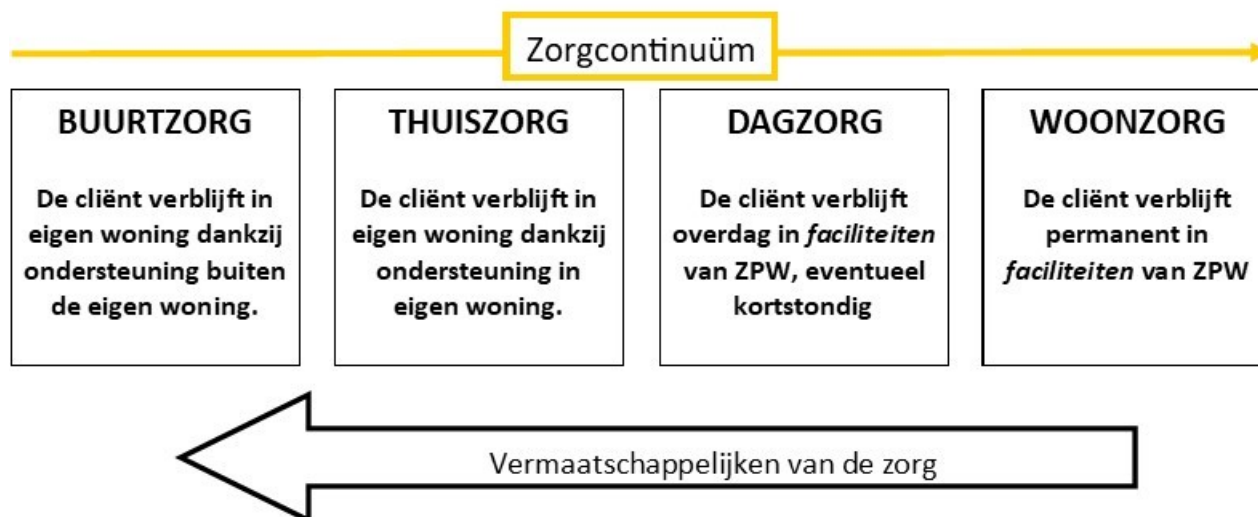 Zorgcontinuüm
BUURTZORG
De cliënt verblijft in
eigen woning dankzij
ondersteuning buiten
de eigen woning.
THUISZORG
De cliënt verblijft in
eigen woning dankzij
ondersteuning in
eigen woning.
DAGZORG
De cliënt verblijft
overdag in faciliteiten
van ZPW, eventueel
kortstondig
WOONZORG
De cliënt verblijft
permanent in
faciliteiten van ZPW
Vermaatschappelijken van de zorg